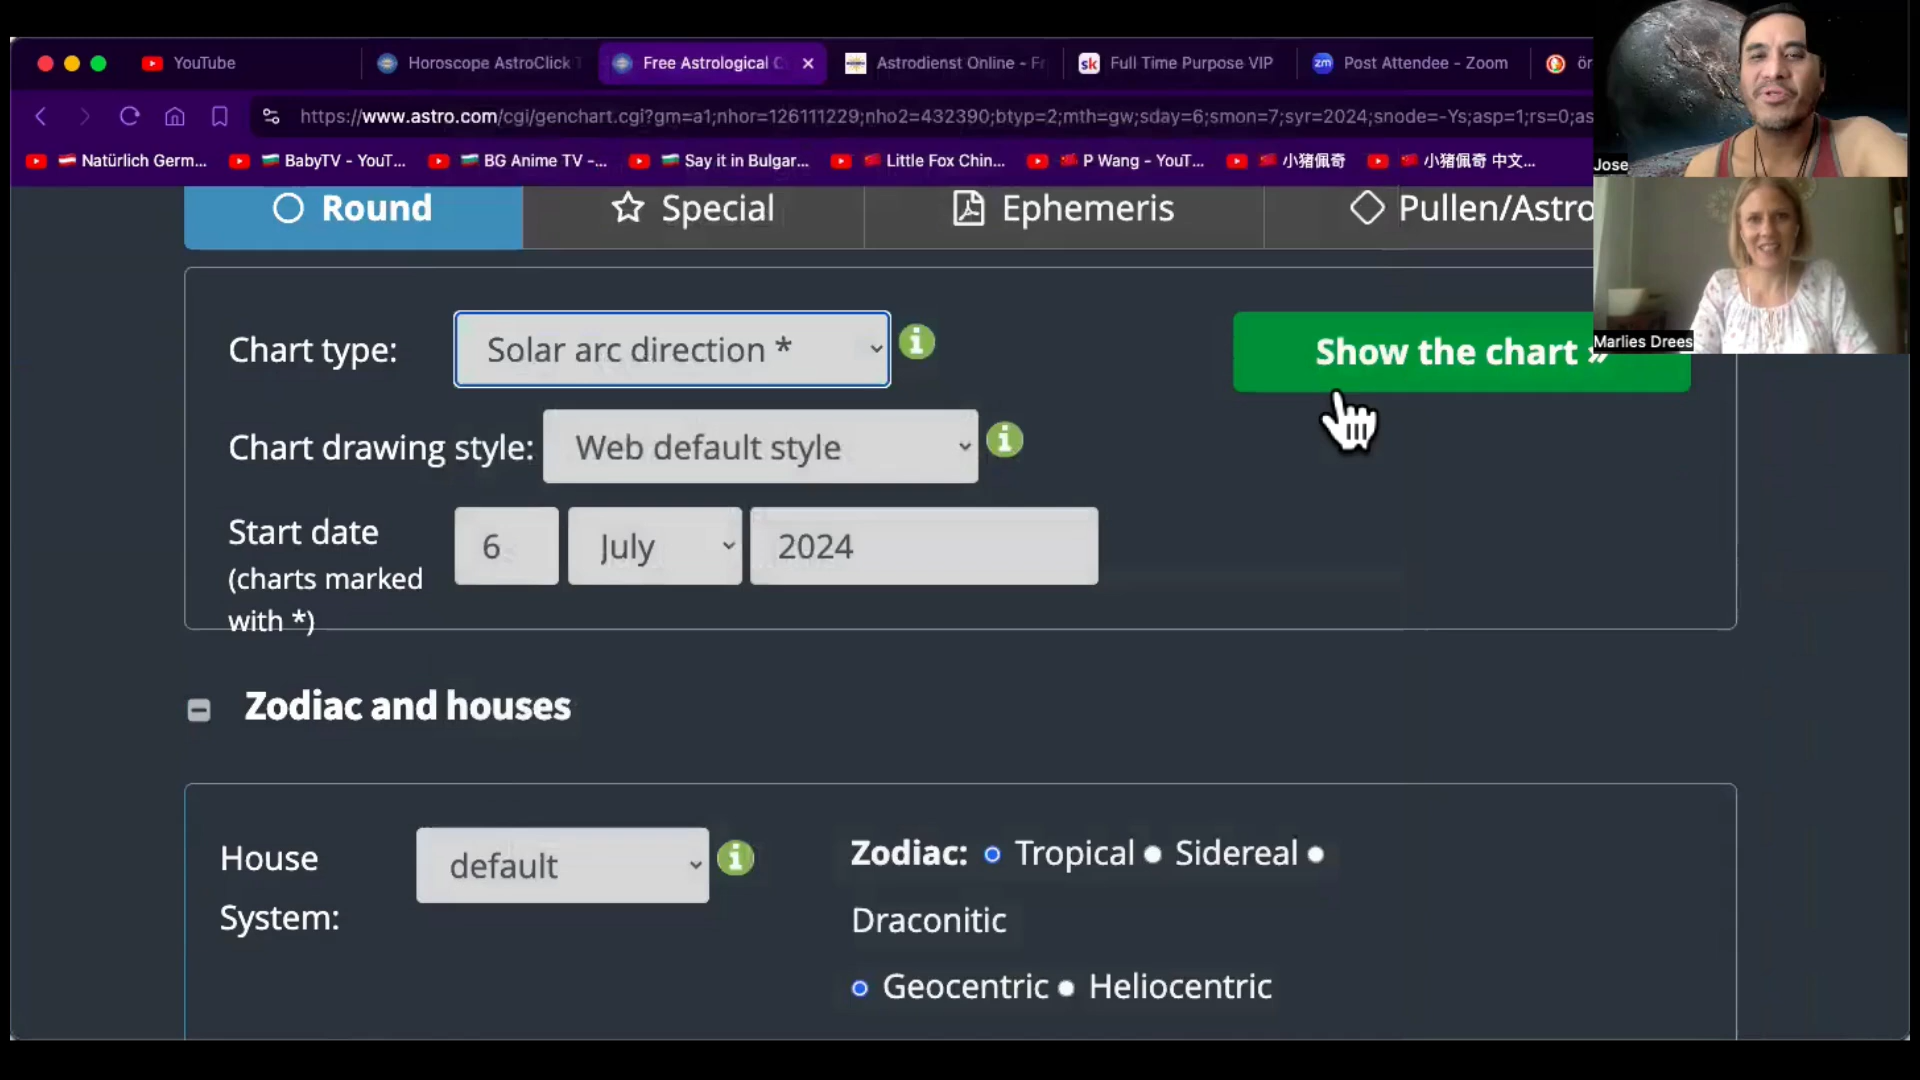 YouTube
Horoscope AstroClick T
Free Astrological C
Astrodienst Online - Fr
Full Time Purpose VIP
Post Attendee - Zoom
ör
https://www.astro.com/cgi/genchart.cgi?gm=a1;nhor=126111229;nho2=432390;btyp=2;mth=gw;sday=6;smon=7;syr=2024;snode=-Ys;asp=1;rs=0;as
Natürlich Germ...
BabyTV - YouT...
BG Anime TV -...
Say it in Bulgar...
Little Fox Chin...
P Wang - YouT...
小猪佩奇
小猪佩奇 中文...
Jose
Marlies Drees
Round
Special
Ephemeris
Pullen/Astro
Chart type:
Solar arc direction *
Show the chart »
Chart drawing style:
Web default style
Start date
(charts marked
with *)
6
July
2024
Zodiac and houses
House
System:
default
Zodiac: Tropical Sidereal
Draconitic
Geocentric Heliocentric